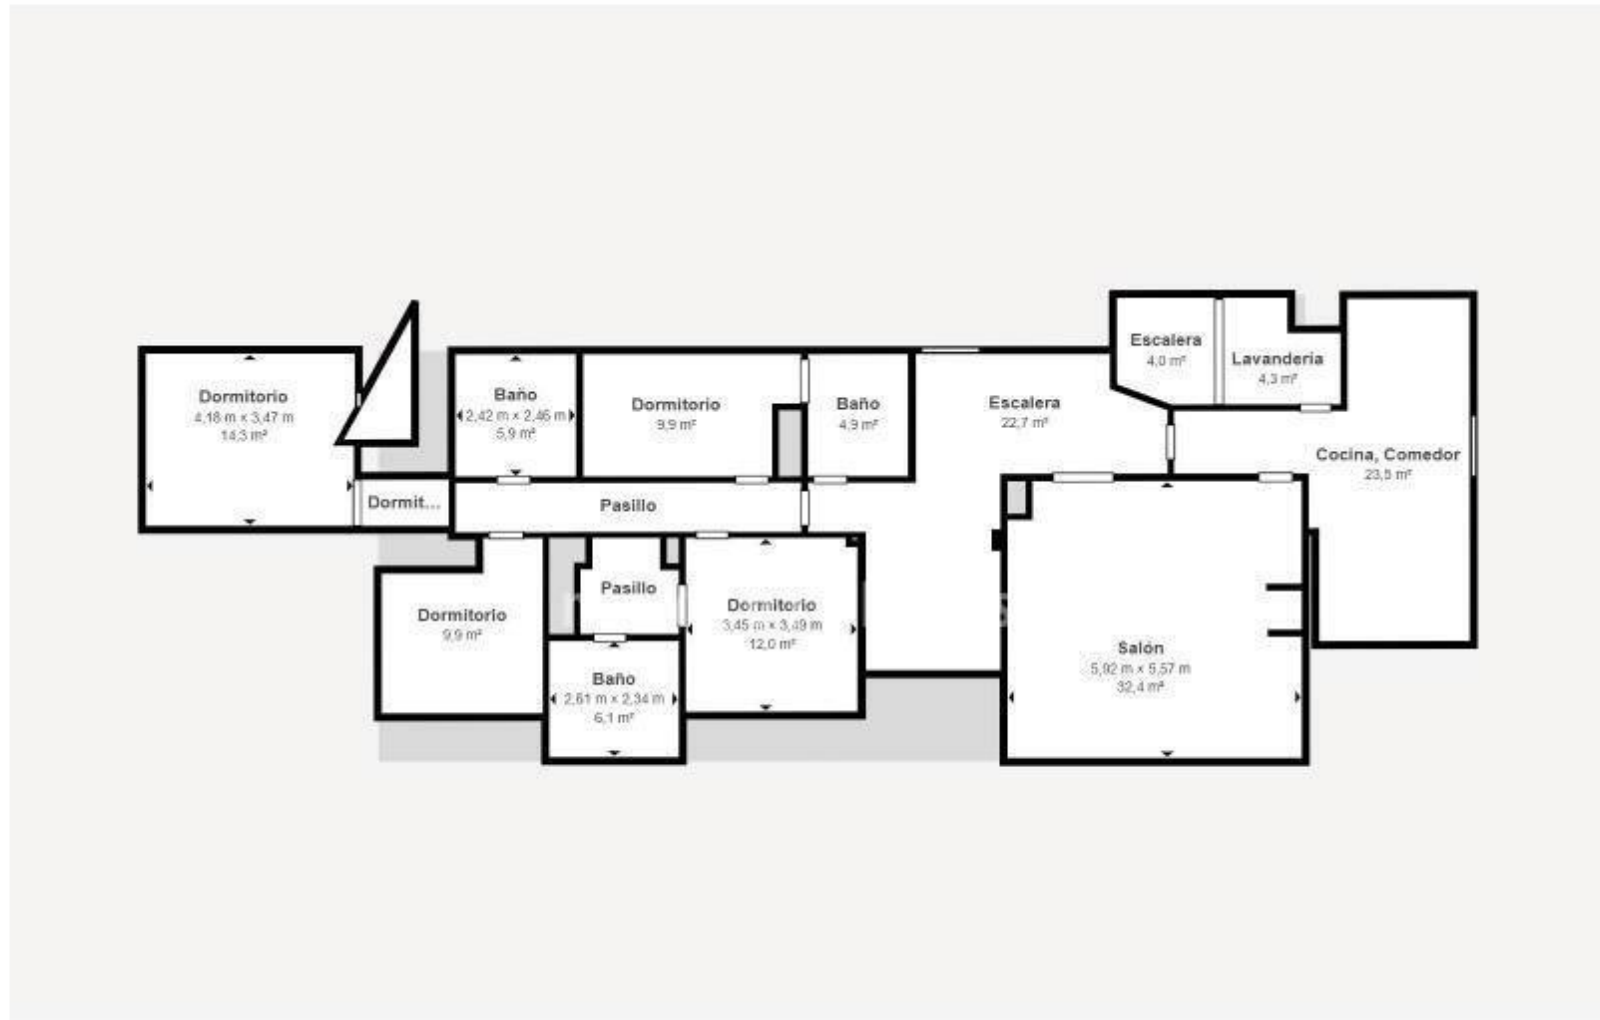 Dormitorio
4,18 m × 3,47 m
14,3 m²
Dormit...
Baño
2,42 m × 2,46 m
5,9 m²
Dormitorio
9,9 m²
Baño
4,9 m²
Escalera
22,7 m²
Escalera
4,0 m²
Lavandería
4,3 m²
Cocina, Comedor
23,5 m²
Pasillo
Dormitorio
9,9 m²
Pasillo
Baño
2,61 m × 2,34 m
6,1 m²
Dormitorio
3,45 m × 3,49 m
12,0 m²
Salón
5,92 m × 5,57 m
32,4 m²